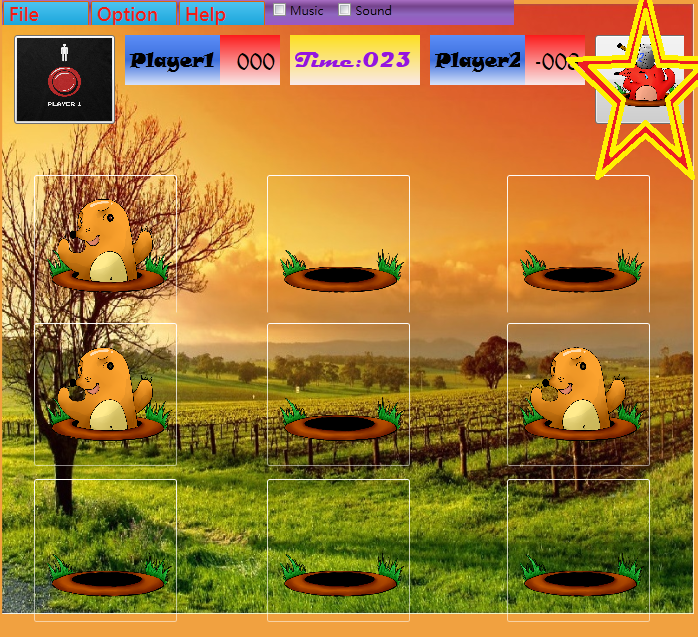 File Option Help Music Sound
Player1 000 Time:023 Player2
PLAYER 1